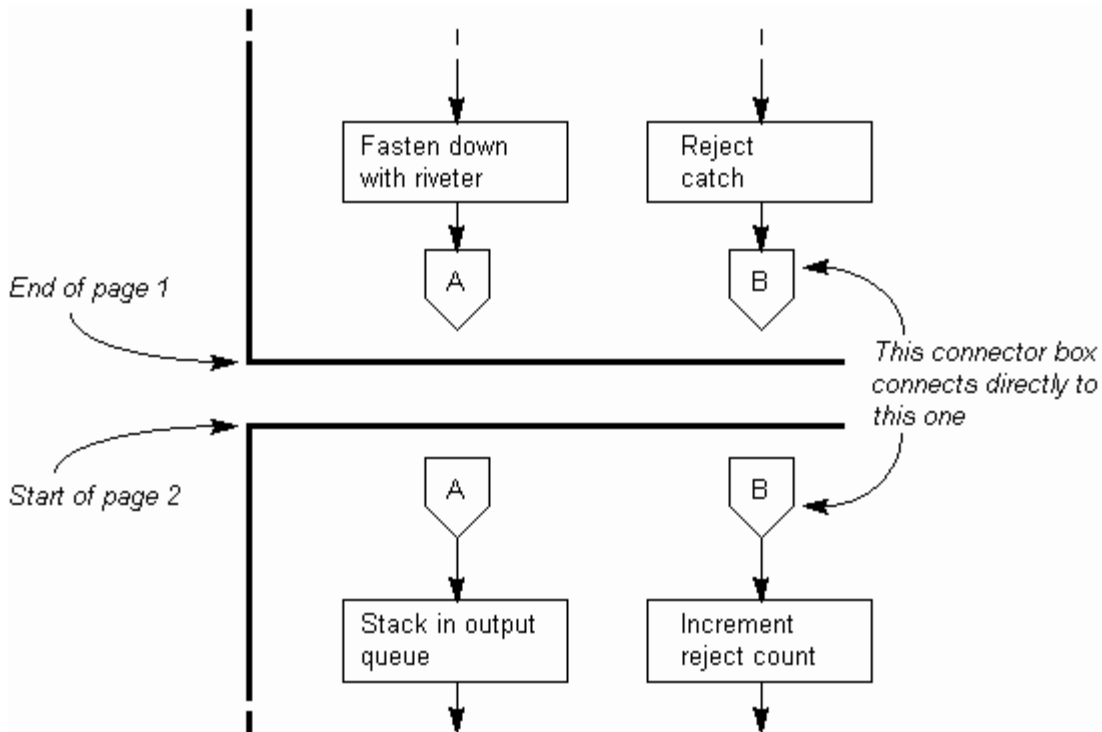 Fasten down
with riveter
Reject
catch
A
B
End of page 1
This connector box
connects directly to
this one
Start of page 2
A
B
Stack in output
queue
Increment
reject count